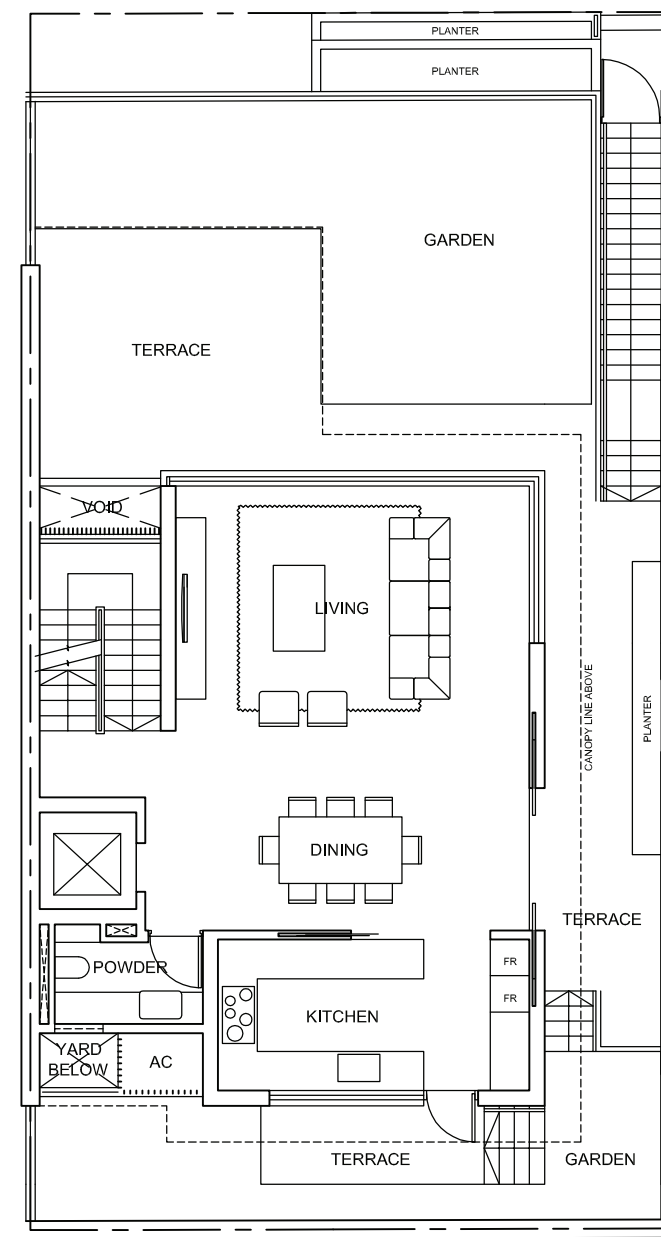 PLANTER
PLANTER
GARDEN
TERRACE
VOID
LIVING
CANOPY LINE ABOVE
PLANTER
DINING
TERRACE
POWDER
FR
FR
KITCHEN
YARD
BELOW
AC
TERRACE
GARDEN